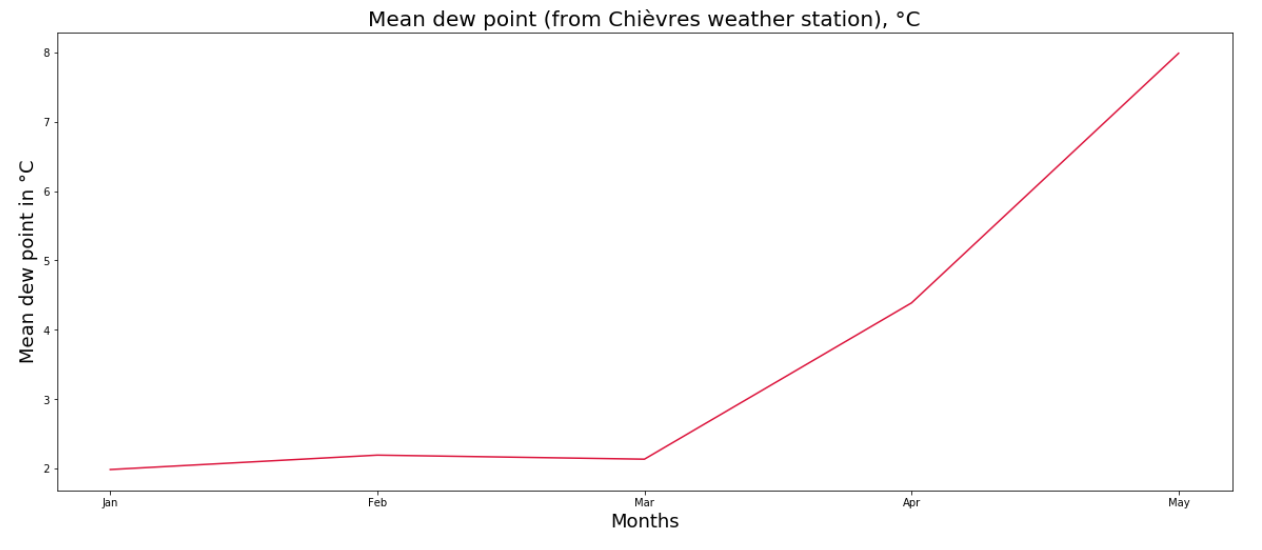 Mean dew point (from Chièvres weather station), °C
Mean dew point in °C
8
7
6
5
4
3
2
Jan Feb Mar Apr May
Months